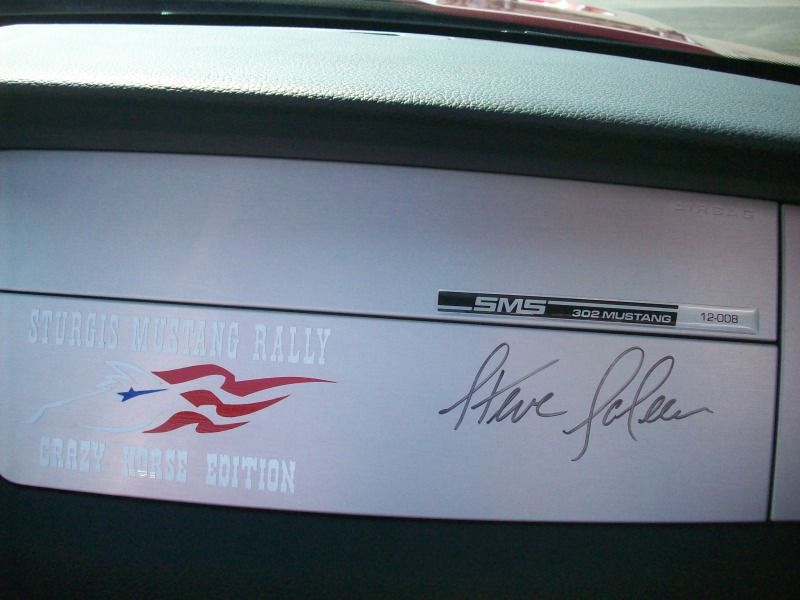 AIRBAG
SMS
302 MUSTANG 12-008
STURGIS MUSTANG RALLY
CRAZY HORSE EDITION
Steve Saleen